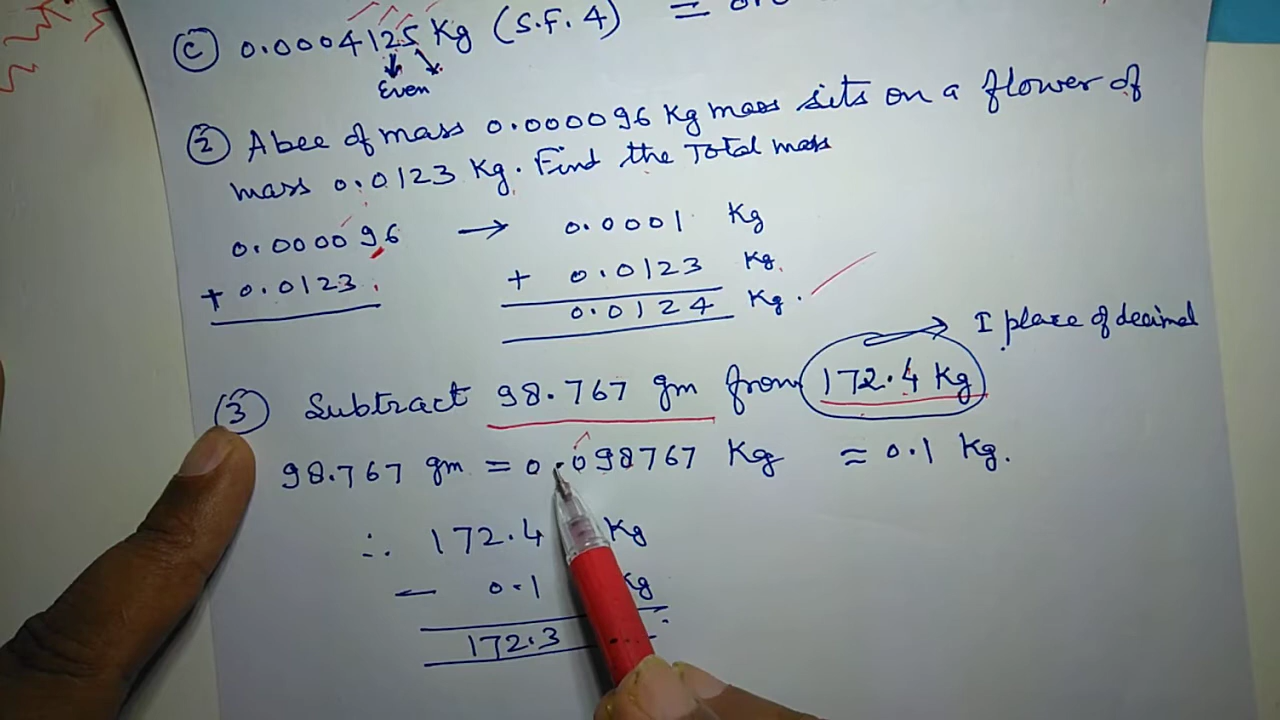 (C) 0.0004125 Kg (S.F. 4) = 0.0
Even
(2) A bee of mass 0.000096 Kg mass sits on a flower of
mass 0.0123 Kg. Find the Total mass
0.000096 → 0.0001 Kg
+ 0.0123 + 0.0123 Kg.
0.0124 Kg.
I place of decimal
(3) Subtract 98.767 gm from 172.4 Kg
98.767 gm = 0.098767 Kg ≈ 0.1 Kg.
∴ 172.4 Kg
− 0.1 Kg
172.3